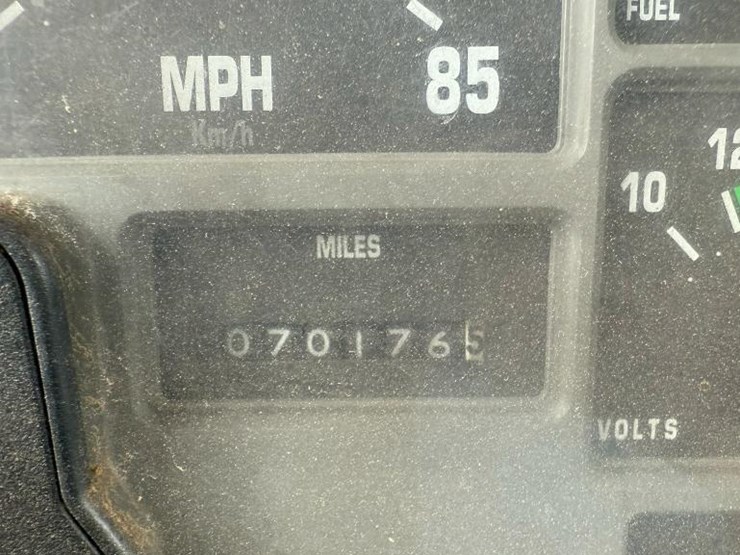 FUEL
MPH
85
Km/h
12
10
MILES
0701765
VOLTS